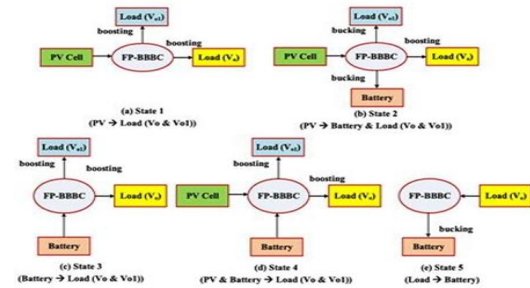 Load (Vo1)
boosting
boosting
PV Cell
FP-BBBC
Load (Vo)
(a) State 1
(PV → Load (Vo & Vo1))
Load (Vo1)
bucking
boosting
PV Cell
FP-BBBC
Load (Vo)
bucking
Battery
(b) State 2
(PV → Battery & Load (Vo & Vo1))
Load (Vo1)
boosting
boosting
FP-BBBC
Load (Vo)
Battery
(c) State 3
(Battery → Load (Vo & Vo1))
Load (Vo1)
boosting
boosting
PV Cell
FP-BBBC
Load (Vo)
Battery
(d) State 4
(PV & Battery → Load (Vo & Vo1))
FP-BBBC
Load (Vo)
bucking
Battery
(e) State 5
(Load → Battery)